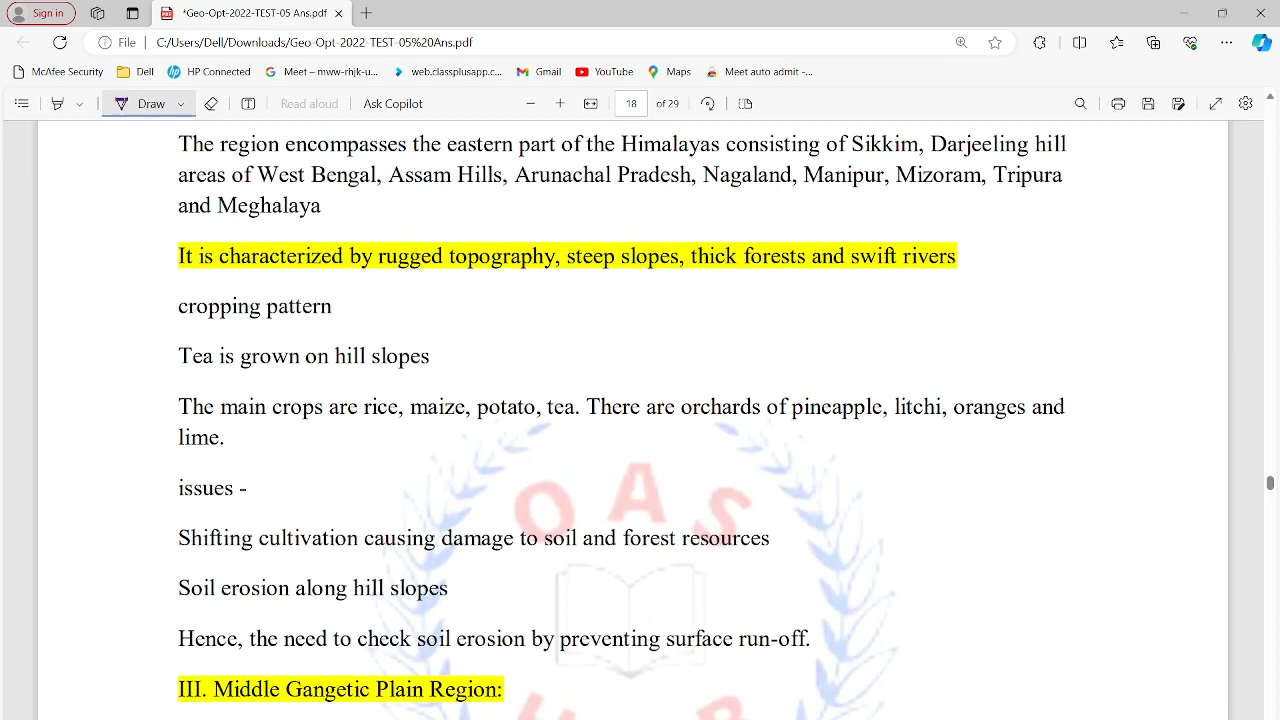 Sign in
*Geo-Opt-2022-TEST-05 Ans.pdf
File
C:/Users/Dell/Downloads/Geo-Opt-2022-TEST-05%20Ans.pdf
McAfee Security
Dell
HP Connected
Meet – mvw-rhjk-u...
web.classplusapp.c...
Gmail
YouTube
Maps
Meet auto admit -...
Draw
Read aloud
Ask Copilot
18 of 29
The region encompasses the eastern part of the Himalayas consisting of Sikkim, Darjeeling hill
areas of West Bengal, Assam Hills, Arunachal Pradesh, Nagaland, Manipur, Mizoram, Tripura
and Meghalaya
It is characterized by rugged topography, steep slopes, thick forests and swift rivers
cropping pattern
Tea is grown on hill slopes
The main crops are rice, maize, potato, tea. There are orchards of pineapple, litchi, oranges and
lime.
issues -
Shifting cultivation causing damage to soil and forest resources
Soil erosion along hill slopes
Hence, the need to check soil erosion by preventing surface run-off.
III. Middle Gangetic Plain Region:
OAS